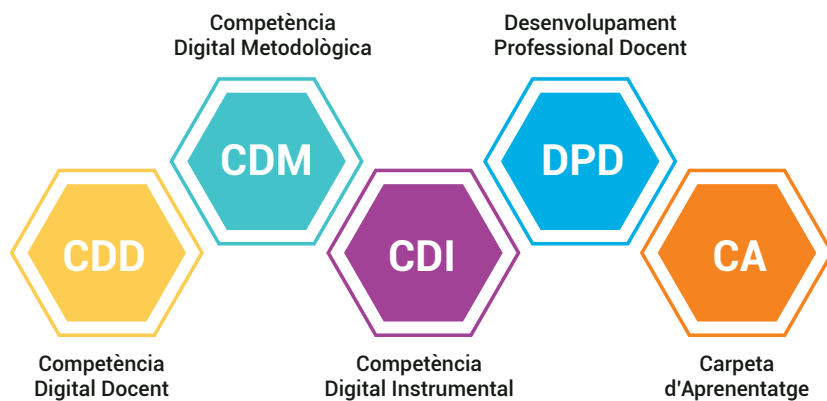 Competència
Digital Metodològica
Desenvolupament
Professional Docent
CDM
DPD
CDD
CDI
CA
Competència
Digital Docent
Competència
Digital Instrumental
Carpeta
d'Aprenentatge